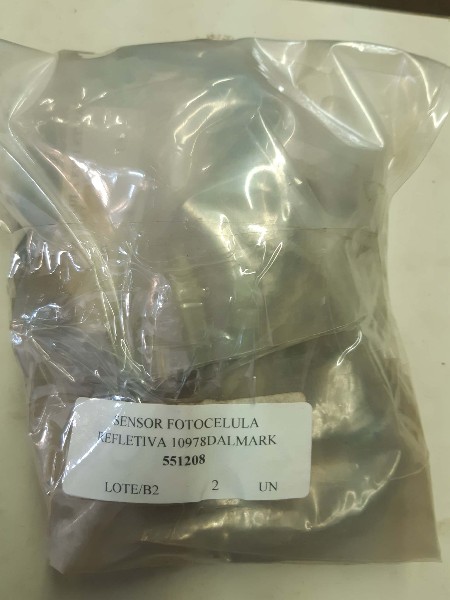 SENSOR FOTOCELULA
REFLETIVA 10978DALMARK
551208
LOTE/B2 2 UN